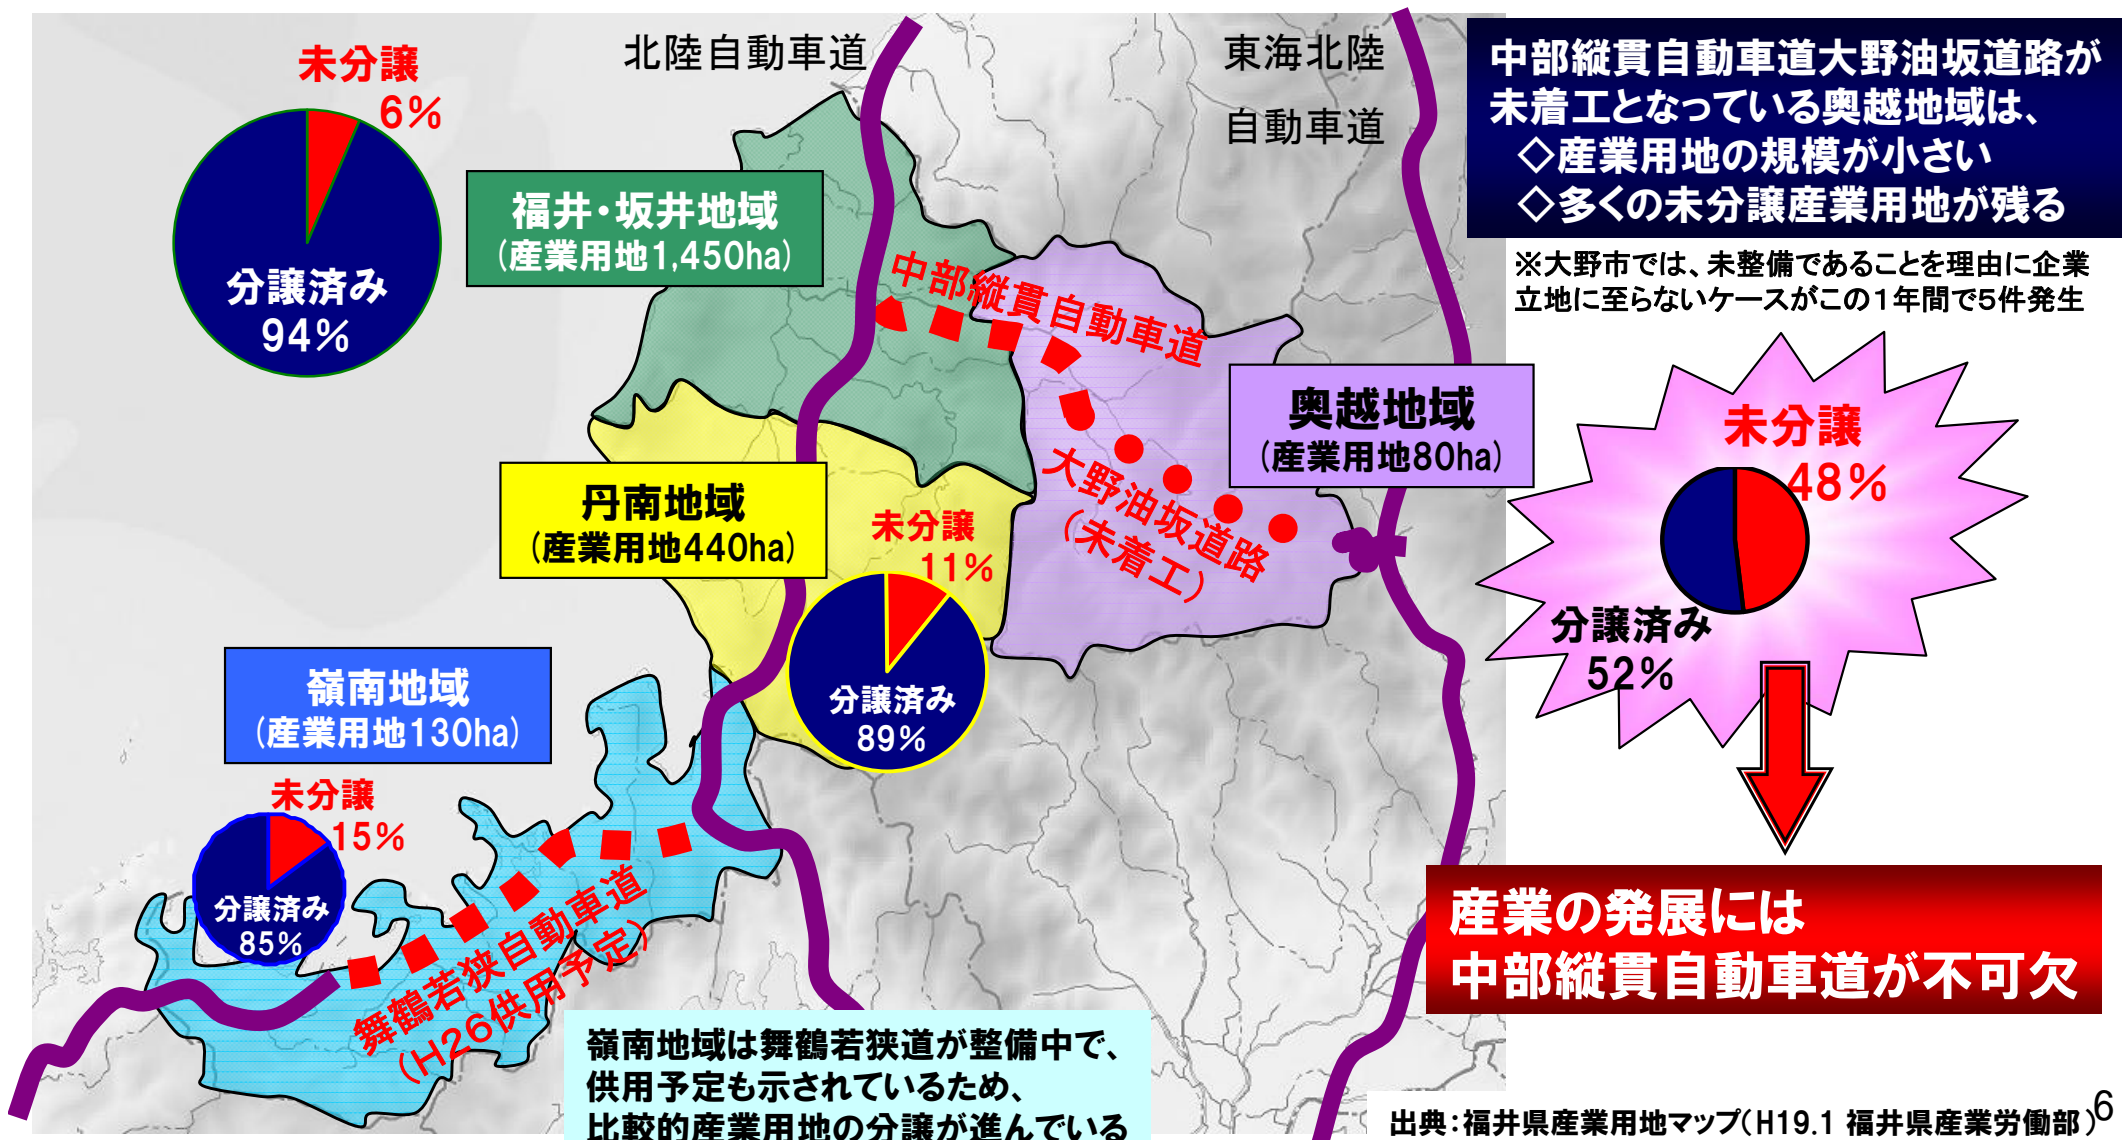 北陸自動車道
東海北陸
自動車道
中部縦貫自動車道大野油坂道路が
未着工となっている奥越地域は、
◇産業用地の規模が小さい
◇多くの未分譲産業用地が残る
※大野市では、未整備であることを理由に企業
立地に至らないケースがこの１年間で５件発生
未分譲
6%
分譲済み
94%
福井・坂井地域
(産業用地1,450ha)
中部縦貫自動車道
奥越地域
(産業用地80ha)
未分譲
48%
分譲済み
52%
大野油坂道路
(未着工)
丹南地域
(産業用地440ha)
未分譲
11%
分譲済み
89%
嶺南地域
(産業用地130ha)
未分譲
15%
分譲済み
85%
舞鶴若狭自動車道
(H26供用予定)
産業の発展には
中部縦貫自動車道が不可欠
嶺南地域は舞鶴若狭道が整備中で、
供用予定も示されているため、
比較的産業用地の分譲が進んでいる
出典：福井県産業用地マップ(H19.1 福井県産業労働部)
6